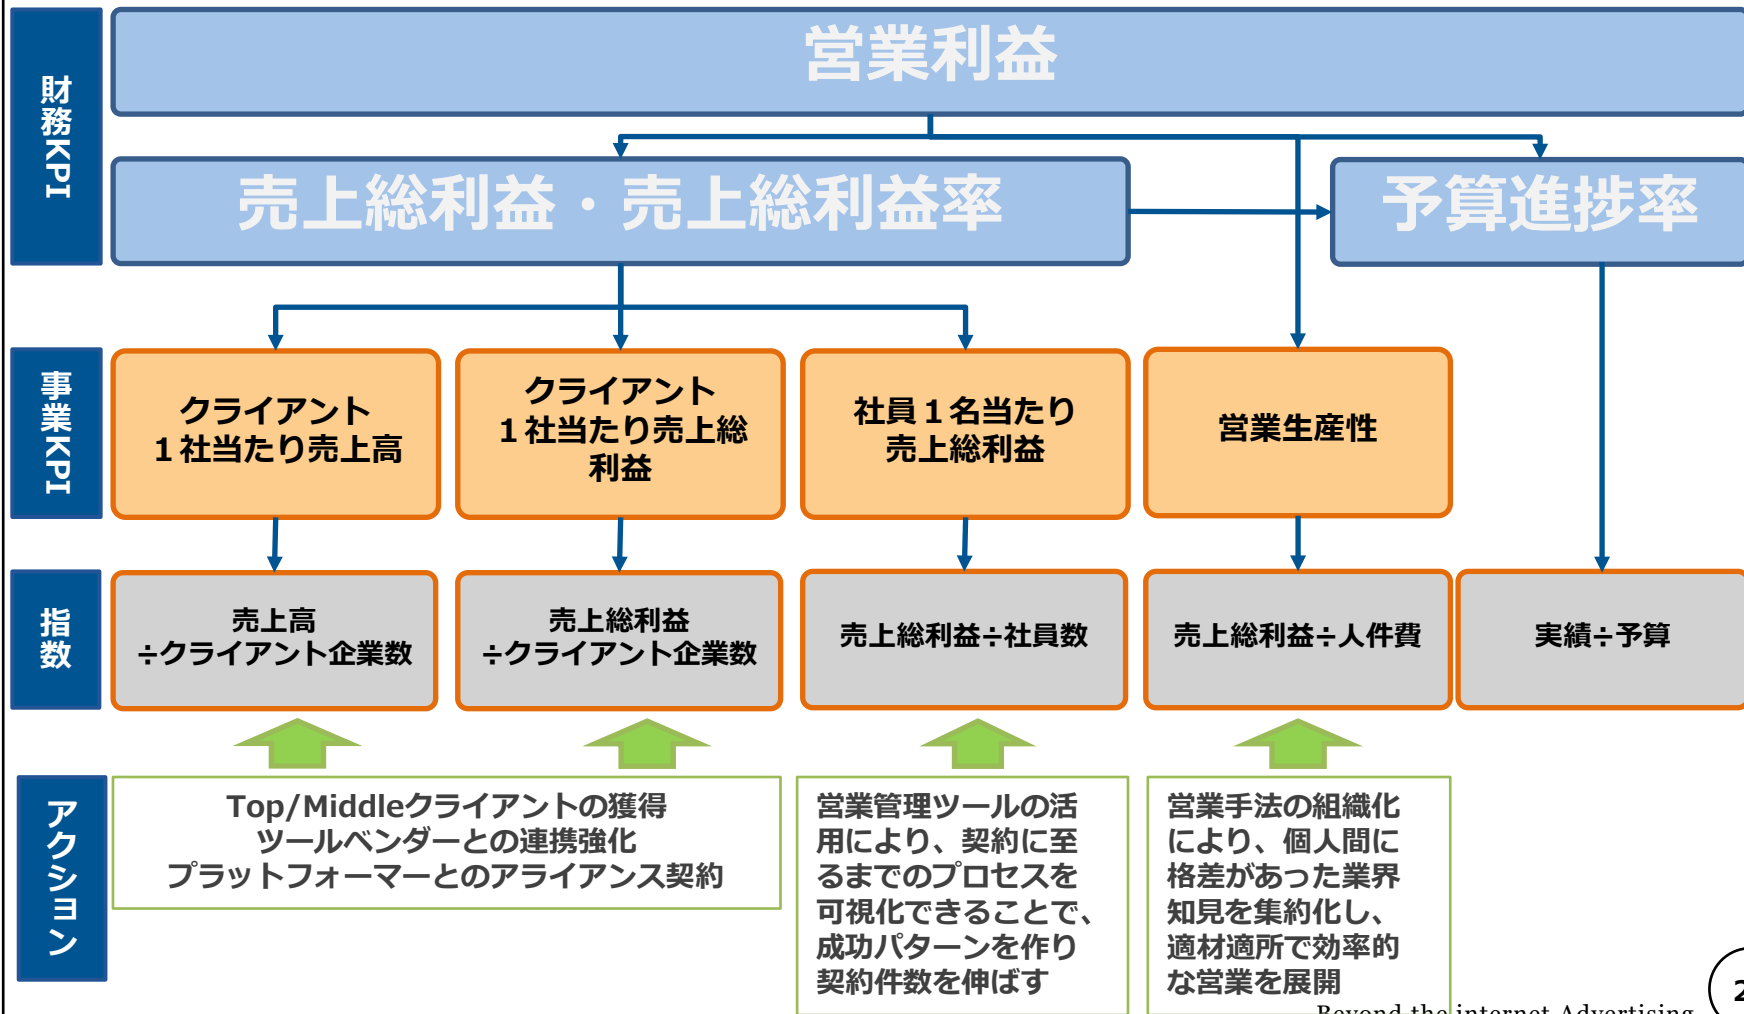 財務KPI
営業利益
売上総利益・売上総利益率
予算進捗率
事業KPI
クライアント
１社当たり売上高
クライアント
１社当たり売上総
利益
社員１名当たり
売上総利益
営業生産性
指数
売上高
÷クライアント企業数
売上総利益
÷クライアント企業数
売上総利益÷社員数
売上総利益÷人件費
実績÷予算
アクション
Top/Middleクライアントの獲得
ツールベンダーとの連携強化
プラットフォーマーとのアライアンス契約
営業管理ツールの活
用により、契約に至
るまでのプロセスを
可視化できることで、
成功パターンを作り
契約件数を伸ばす
営業手法の組織化
により、個人間に
格差があった業界
知見を集約化し、
適材適所で効率的
な営業を展開
Beyond the internet Advertising